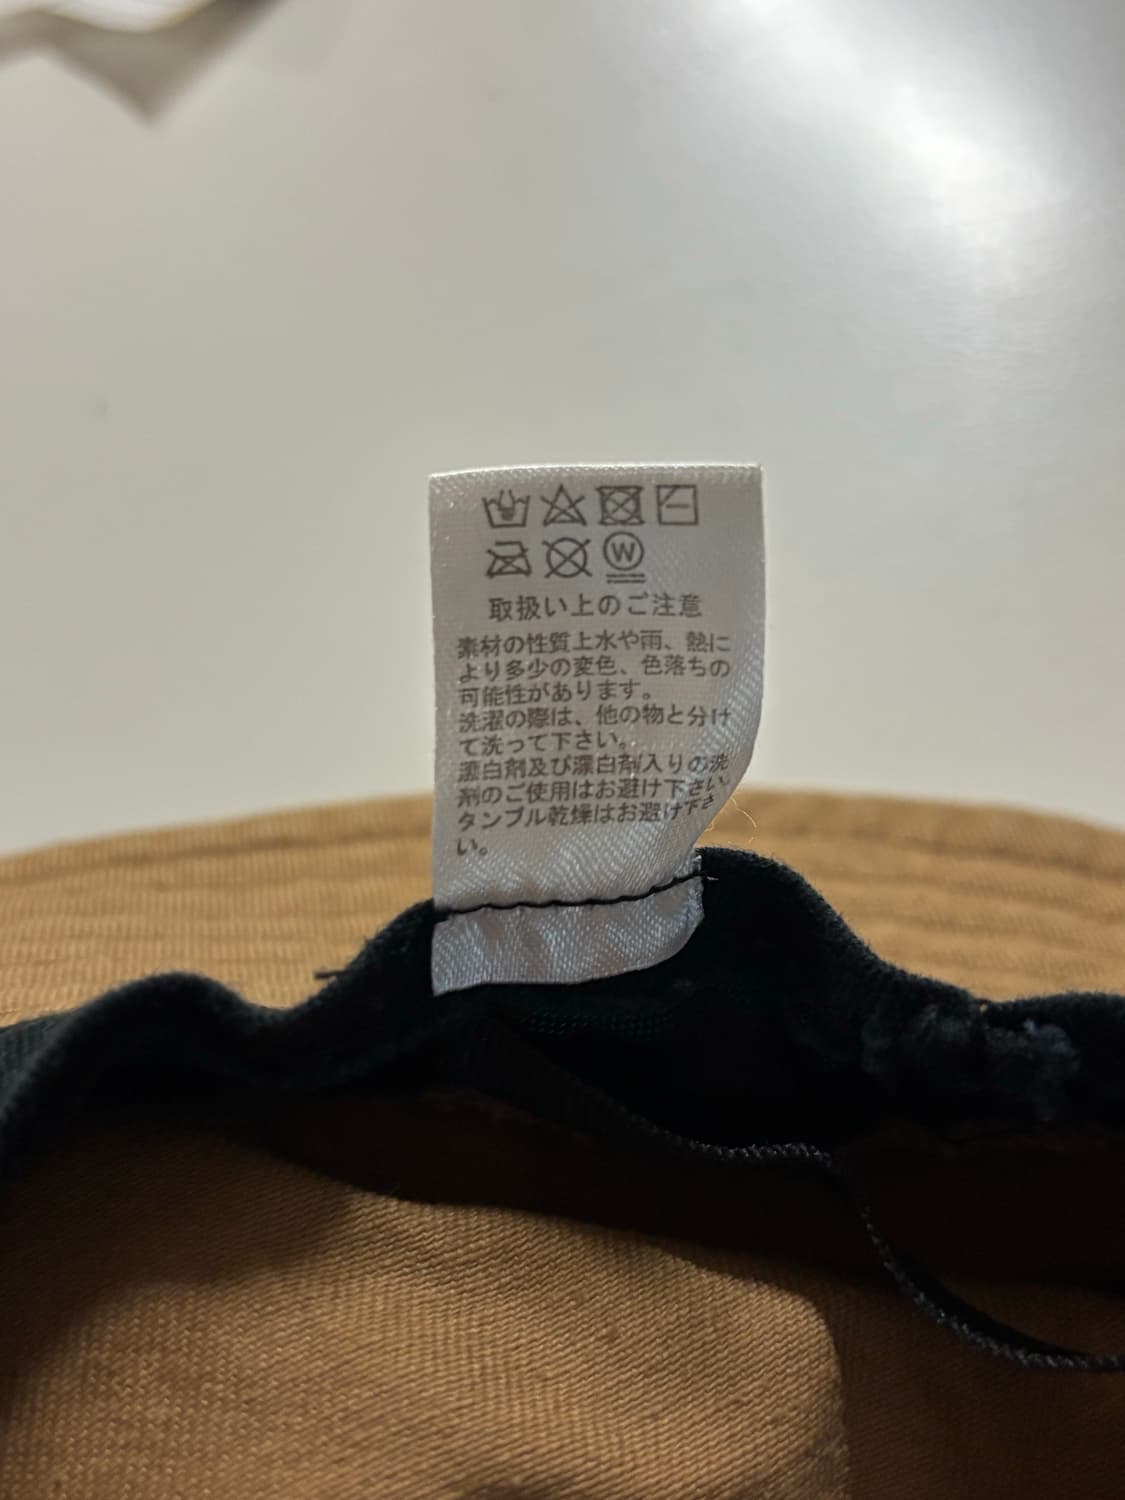 W
取扱い上のご注意
素材の性質上水や雨、熱に
より多少の変色、色落ちの
可能性があります。
洗濯の際は、他の物と分け
て洗って下さい。
漂白剤及び漂白剤入りの洗
剤のご使用はお避け下さい。
タンブル乾燥はお避け下さ
い。